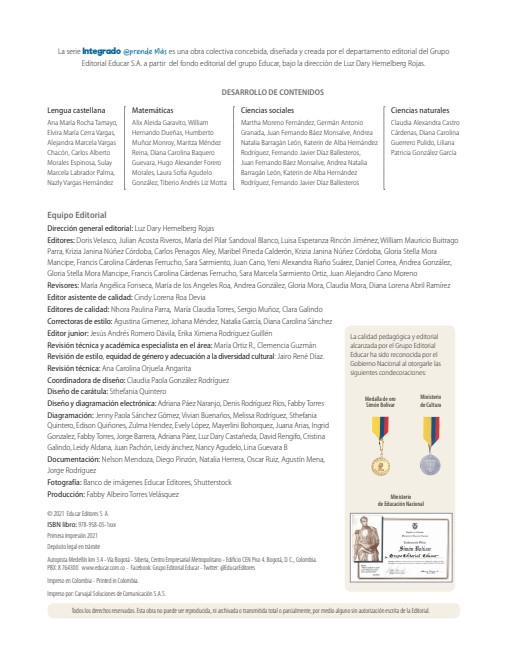 La serie Integrado @prende Más es una obra colectiva concebida, diseñada y creada por el departamento editorial del Grupo
Editorial Educar S.A. a partir del fondo editorial del grupo Educar, bajo la dirección de Luz Dary Hemelberg Rojas.
DESARROLLO DE CONTENIDOS
Lengua castellana
Ana María Rocha Tamayo,
Elvira María Cerra Vargas,
Alejandra Marcela Vargas
Chacón, Carlos Alberto
Morales Espinosa, Sulay
Marcela Labrador Palma,
Nazly Vargas Hernández
Matemáticas
Alix Aleida Garavito, William
Hernando Dueñas, Humberto
Muñoz Monroy, Maritza Méndez
Reina, Diana Carolina Baquero
Guevara, Hugo Alexander Forero
Morales, Laura Sofía Agudelo
González, Tiberio Andrés Liz Motta
Ciencias sociales
Martha Moreno Fernández, Germán Antonio
Granada, Juan Fernando Báez Monsalve, Andrea
Natalia Barragán León, Katerin de Alba Hernández
Rodríguez, Fernando Javier Díaz Ballesteros,
Juan Fernando Báez Monsalve, Andrea Natalia
Barragán León, Katerin de Alba Hernández
Rodríguez, Fernando Javier Díaz Ballesteros
Ciencias naturales
Claudia Alexandra Castro
Cárdenas, Diana Carolina
Guerrero Pulido, Liliana
Patricia González García
Equipo Editorial
Dirección general editorial: Luz Dary Hemelberg Rojas
Editores: Doris Velasco, Julian Acosta Riveros, María del Pilar Sandoval Blanco, Luisa Esperanza Rincón Jiménez, William Mauricio Buitrago
Parra, Krizia Janina Núñez Córdoba, Carlos Penagos Aley, Maribel Pineda Calderón, Krizia Janina Núñez Córdoba, Gloria Stella Mora
Mancipe, Francis Carolina Cárdenas Ferrucho, Sara Sarmiento, Juan Cano, Yeni Alexandra Riaño Suárez, Daniel Correa, Andrea González,
Gloria Stella Mora Mancipe, Francis Carolina Cárdenas Ferrucho, Sara Marcela Sarmiento Ortiz, Juan Alejandro Cano Moreno
Revisores: María Angélica Fonseca, María de los Angeles Roa, Andrea González, Gloria Mora, Claudia Mora, Diana Lorena Abril Ramírez
Editor asistente de calidad: Cindy Lorena Roa Devia
Editores de calidad: Nhora Paulina Parra, María Claudia Torres, Sergio Muñoz, Clara Galindo
Correctoras de estilo: Agustina Gimenez, Johana Méndez, Natalia García, Diana Carolina Sánchez
Editor junior: Jesús Andrés Romero Dávila, Erika Ximena Rodríguez Guillén
Revisión técnica y académica especialista en el área: María Ortiz R., Clemencia Guzmán
Revisión de estilo, equidad de género y adecuación a la diversidad cultural: Jairo René Díaz.
Revisión técnica: Ana Carolina Orjuela Angarita
Coordinadora de diseño: Claudia Paola González Rodríguez
Diseño de carátula: Sthefania Quintero
Diseño y diagramación electrónica: Adriana Páez Naranjo, Denis Rodríguez Ríos, Fabby Torres
Diagramación: Jenny Paola Sánchez Gómez, Vivian Buenaños, Melissa Rodríguez, Sthefania
Quintero, Edison Quiñones, Zulma Hendez, Evely López, Mayerlini Bohorquez, Juana Arias, Ingrid
Gonzalez, Fabby Torres, Jorge Barrera, Adriana Páez, Luz Dary Castañeda, David Rengifo, Cristina
Galindo, Leidy Aldana, Juan Pachón, Leidy ánchez, Nancy Agudelo, Lina Guevara B
Documentación: Nelson Mendoza, Diego Pinzón, Natalia Herrera, Oscar Ruiz, Agustín Mena,
Jorge Rodríguez
Fotografía: Banco de imágenes Educar Editores, Shutterstock
Producción: Fabby Albeiro Torres Velásquez
La calidad pedagógica y editorial
alcanzada por el Grupo Editorial
Educar ha sido reconocida por el
Gobierno Nacional al otorgarle las
siguientes condecoraciones:
Medalla de oro
Simón Bolívar
Ministerio
de Cultura
Ministerio
de Educación Nacional
Simón Bolívar
Grupo Editorial Educar
© 2021 Educar Editores S. A.
ISBN libro: 978-958-05-1xxx
Primera impresión 2021
Depósito legal en trámite
Autopista Medellín km 3.4 - Vía Bogotá - Siberia, Centro Empresarial Metropolitano - Edificio CEN Piso 4. Bogotá, D. C., Colombia.
PBX: 8 764300 www.educar.com.co - Facebook: Grupo Editorial Educar - Twitter: @EducarEditores
Impreso en Colombia - Printed in Colombia.
Impreso por: Carvajal Soluciones de Comunicación S.A.S.
Todos los derechos reservados. Esta obra no puede ser reproducida, ni archivada o transmitida total o parcialmente, por medio alguno sin autorización escrita de la Editorial.